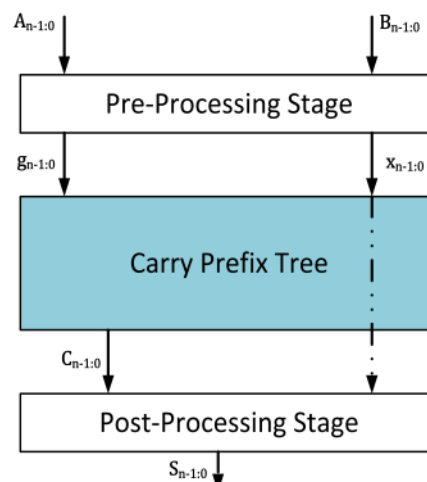 Aₙ₋₁:₀ Bₙ₋₁:₀
Pre-Processing Stage
gₙ₋₁:₀ xₙ₋₁:₀
Carry Prefix Tree
Cₙ₋₁:₀
Post-Processing Stage
Sₙ₋₁:₀